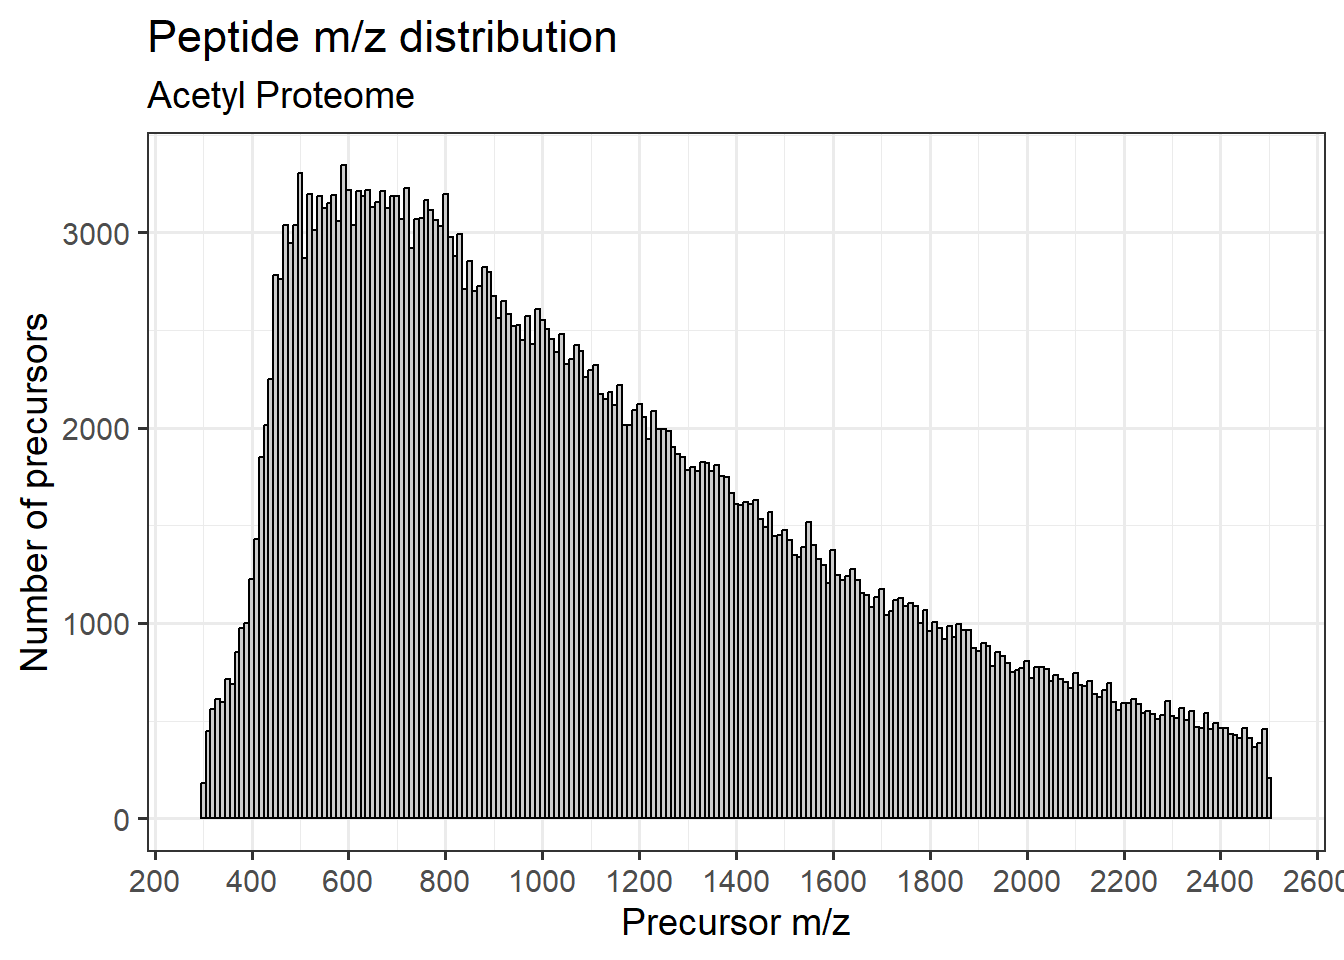 Peptide m/z distribution
Acetyl Proteome
Number of precursors
3000
2000
1000
0
200 400 600 800 1000 1200 1400 1600 1800 2000 2200 2400 2600
Precursor m/z